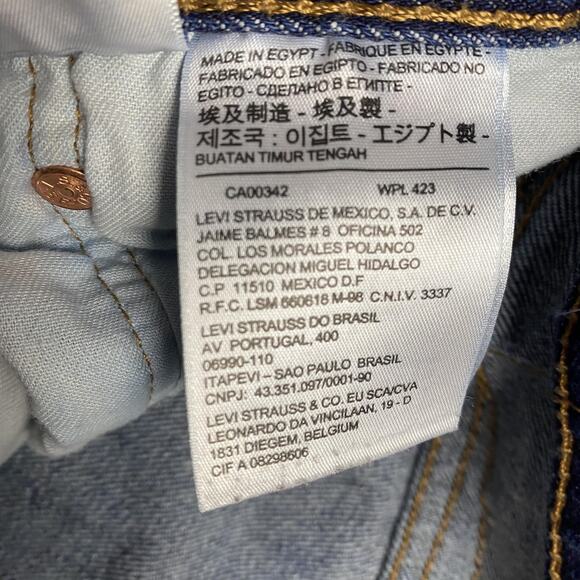 MADE IN EGYPT - FABRIQUE EN EGYPTE -
FABRICADO EN EGIPTO - FABRICADO NO
EGITO - СДЕЛАНО В ЕГИПТЕ -
埃及制造 - 埃及製 -
제조국 : 이집트 - エジプト製 -
BUATAN TIMUR TENGAH
CA00342 WPL 423
LEVI STRAUSS DE MEXICO, S.A. DE C.V.
JAIME BALMES # 8 OFICINA 502
COL. LOS MORALES POLANCO
DELEGACION MIGUEL HIDALGO
C.P 11510 MEXICO D.F
R.F.C. LSM 660618 M-98 C.N.I.V. 3337
LEVI STRAUSS DO BRASIL
AV PORTUGAL, 400
06990-110
ITAPEVI – SAO PAULO BRASIL
CNPJ: 43.351.097/0001-90
LEVI STRAUSS & CO. EU SCA/CVA
LEONARDO DA VINCILAAN, 19 - D
1831 DIEGEM, BELGIUM
CIF A 08298606